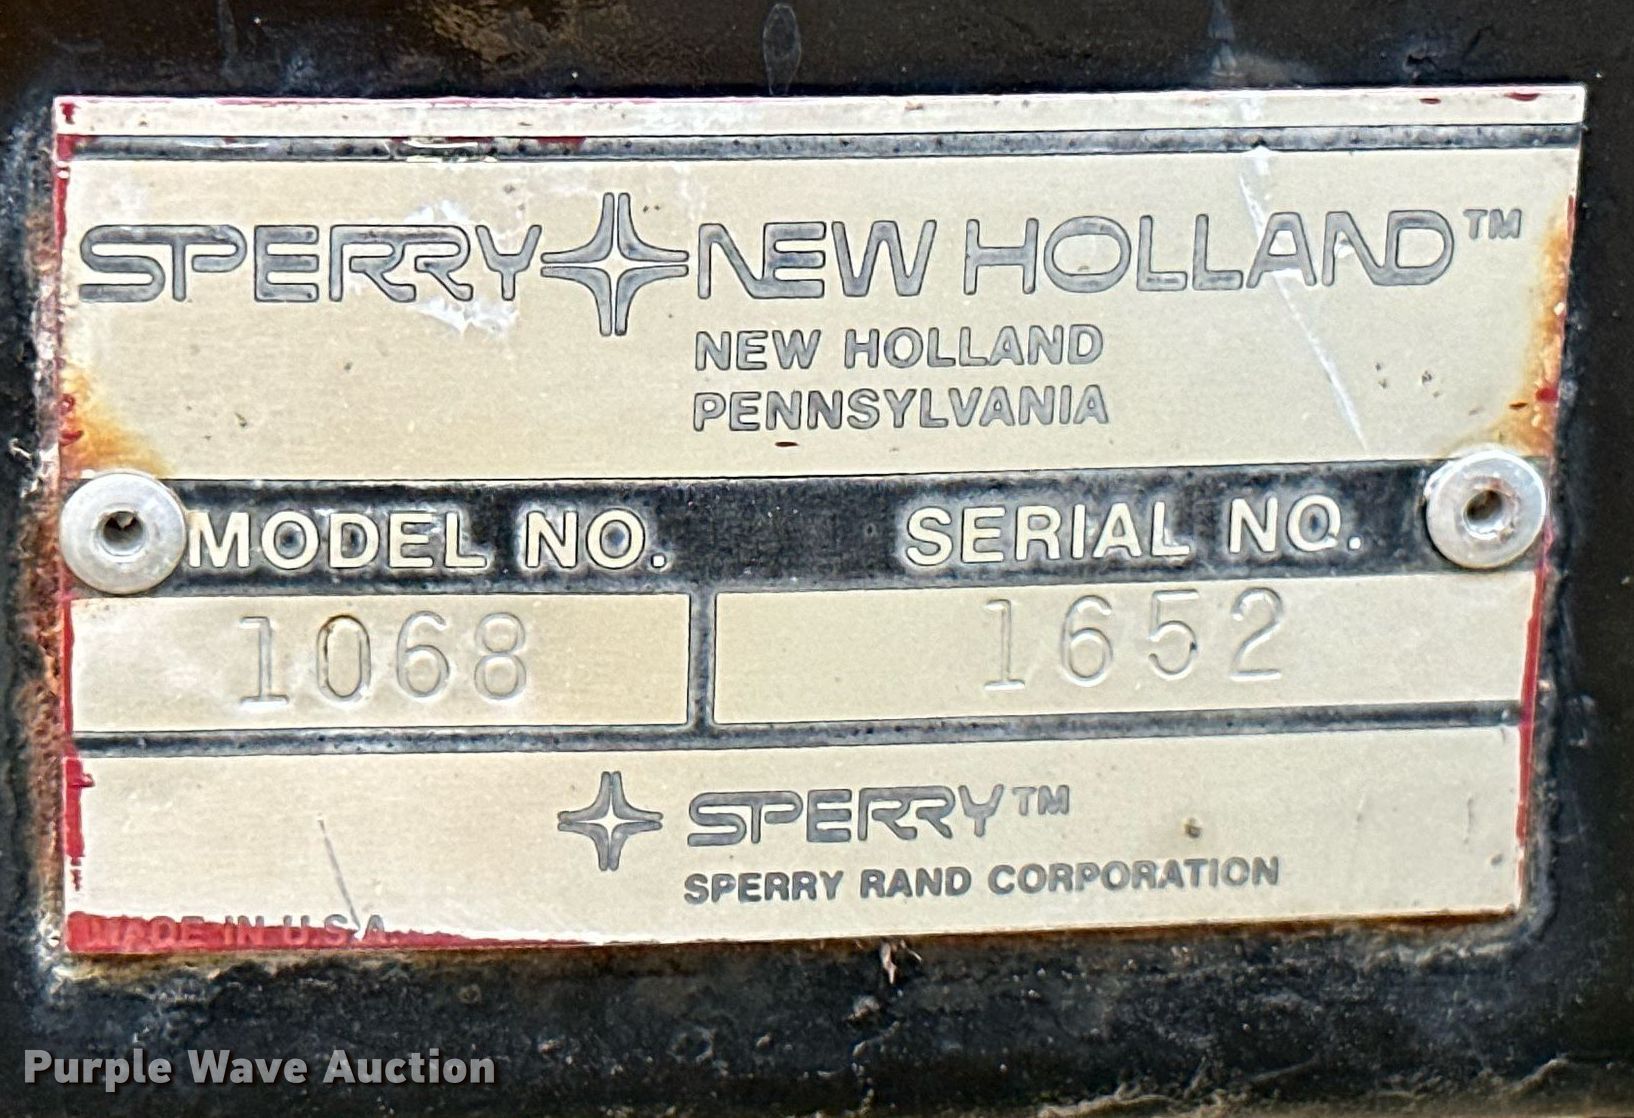 SPERRY NEW HOLLAND™
NEW HOLLAND
PENNSYLVANIA
MODEL NO. SERIAL NO.
1068 1652
SPERRY™
SPERRY RAND CORPORATION
MADE IN U.S.A.
Purple Wave Auction